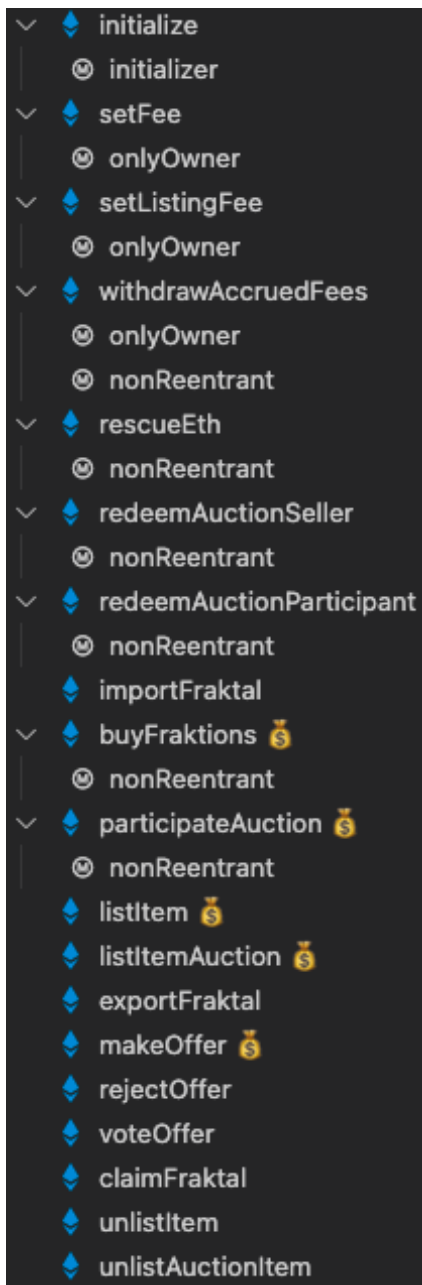 initialize
initializer
setFee
onlyOwner
setListingFee
onlyOwner
withdrawAccruedFees
onlyOwner
nonReentrant
rescueEth
nonReentrant
redeemAuctionSeller
nonReentrant
redeemAuctionParticipant
nonReentrant
importFraktal
buyFraktions 💰
nonReentrant
participateAuction 💰
nonReentrant
listItem 💰
listItemAuction 💰
exportFraktal
makeOffer 💰
rejectOffer
voteOffer
claimFraktal
unlistItem
unlistAuctionItem